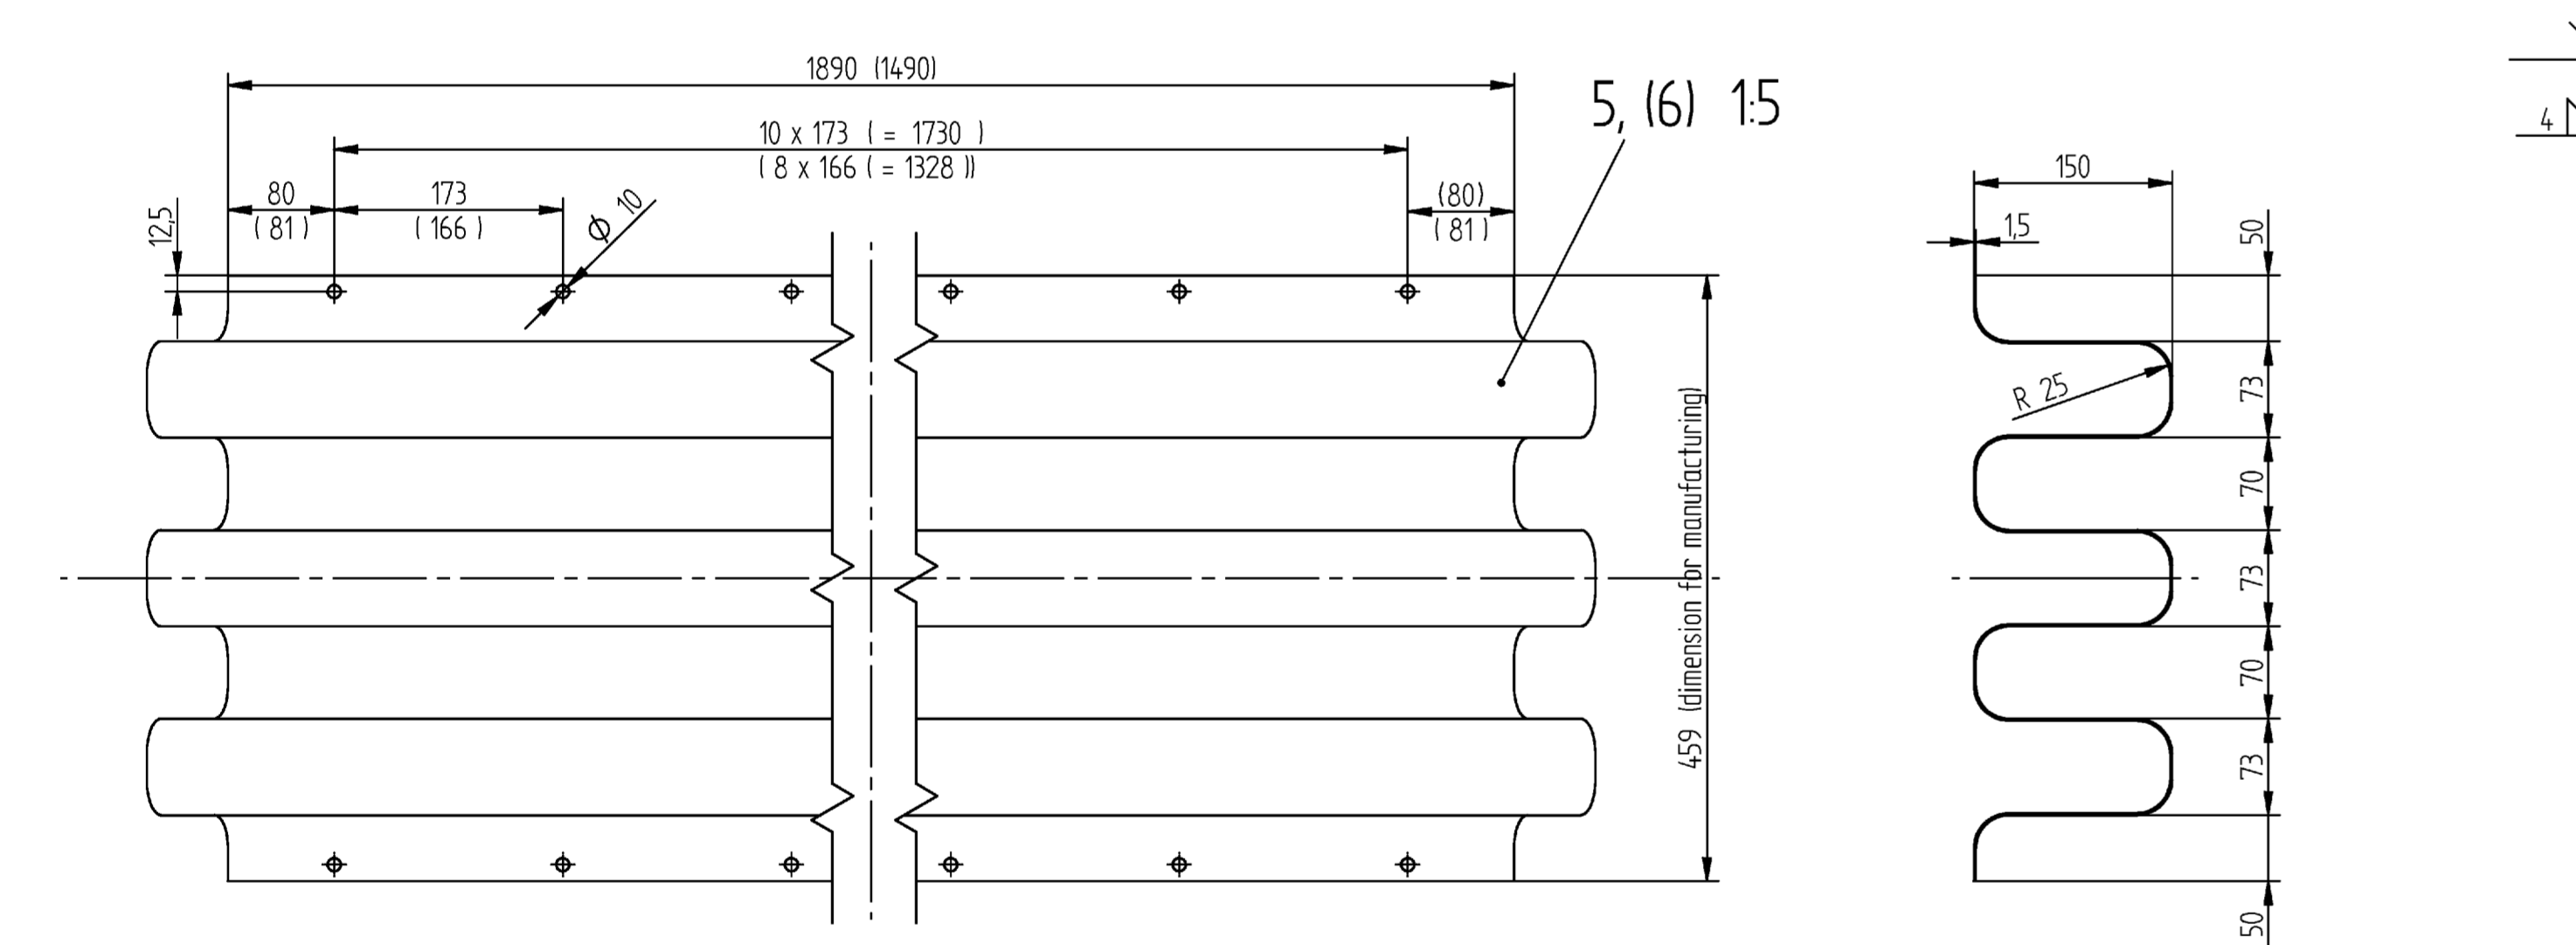 1890 (1490)
5, (6) 1:5
10 x 173 ( = 1730 )
( 8 x 166 ( = 1328 ))
4
150
80
( 81 )
173
( 166 )
Ø 10
(80)
( 81 )
12,5
1,5
50
R 25
73
70
73
70
73
50
459 (dimension for manufacturing)